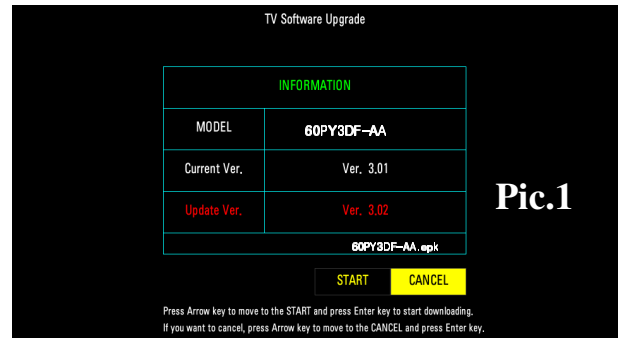 TV Software Upgrade
INFORMATION
MODEL 60PY3DF-AA
Current Ver. Ver. 3.01
Update Ver. Ver. 3.02
60PY3DF-AA.epk
Pic.1
START CANCEL
Press Arrow key to move to the START and press Enter key to start downloading.
If you want to cancel, press Arrow key to move to the CANCEL and press Enter key.